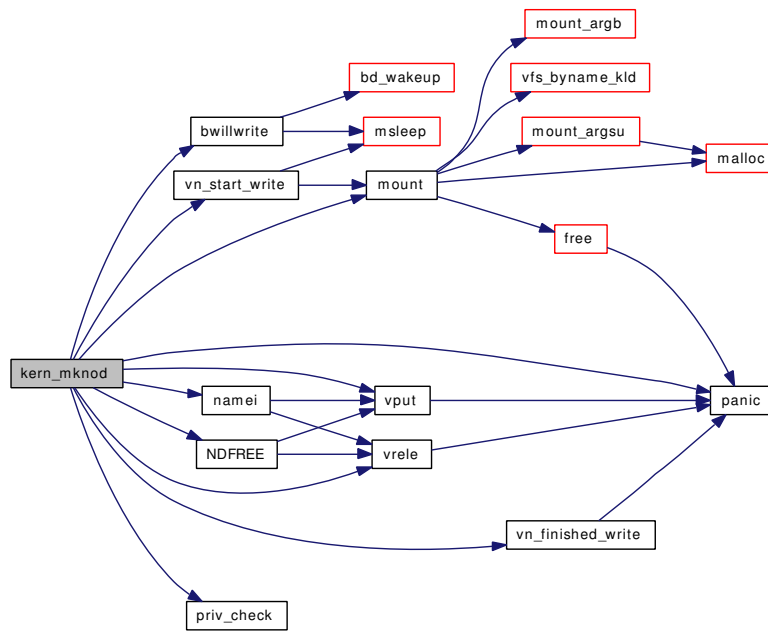 mount_argb
bd_wakeup
vfs_byname_kld
bwillwrite
msleep
mount_argsu
malloc
vn_start_write
mount
free
kern_mknod
namei
vput
panic
NDFREE
vrele
vn_finished_write
priv_check